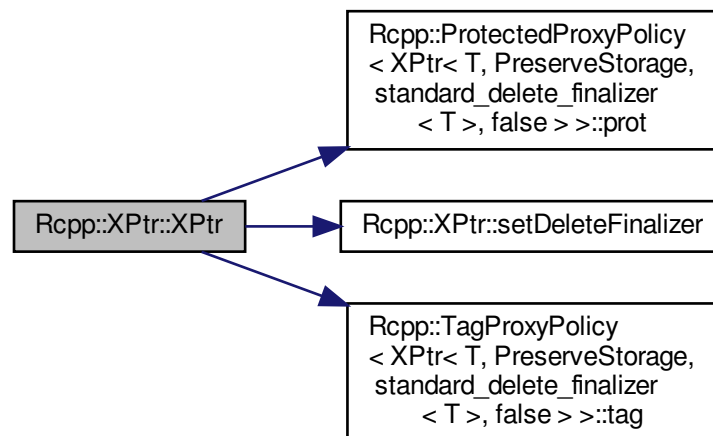 Rcpp::ProtectedProxyPolicy
< XPtr< T, PreserveStorage,
standard_delete_finalizer
< T >, false > >::prot
Rcpp::XPtr::XPtr
Rcpp::XPtr::setDeleteFinalizer
Rcpp::TagProxyPolicy
< XPtr< T, PreserveStorage,
standard_delete_finalizer
< T >, false > >::tag